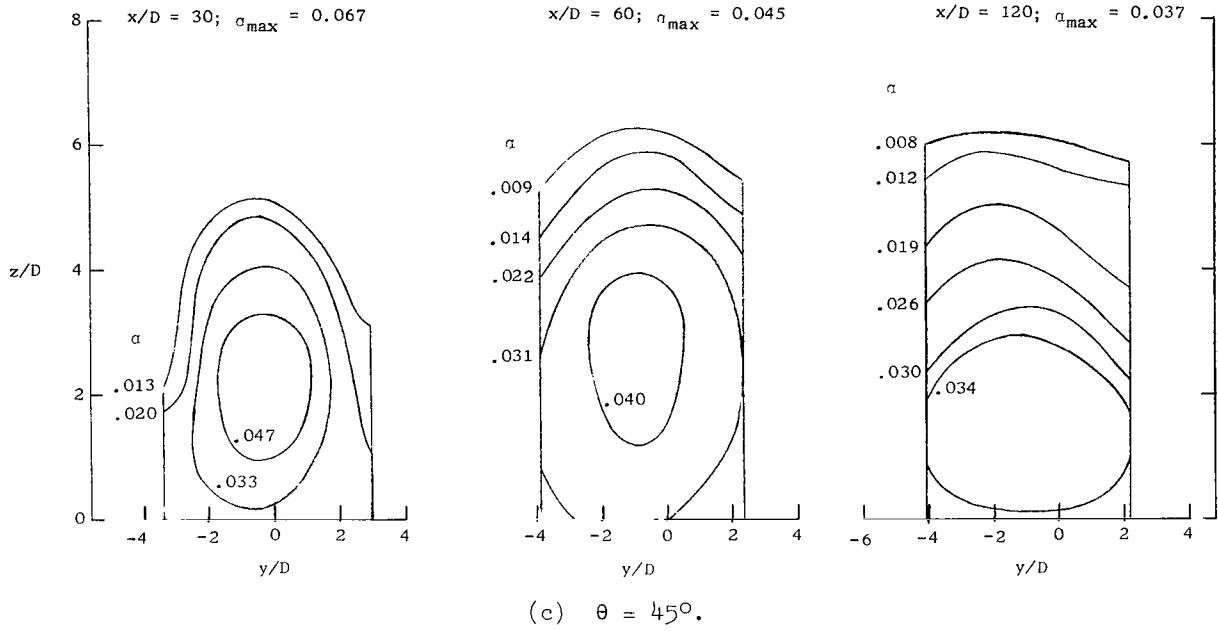 x/D = 30; α_max = 0.067
x/D = 60; α_max = 0.045
x/D = 120; α_max = 0.037
8
6
4
2
0
z/D
α
.013
.020
.047
.033
-4 -2 0 2 4
y/D
α
.009
.014
.022
.031
.040
-4 -2 0 2 4
y/D
α
.008
.012
.019
.026
.030
.034
-6 -4 -2 0 2 4
y/D
(c) θ = 45°.